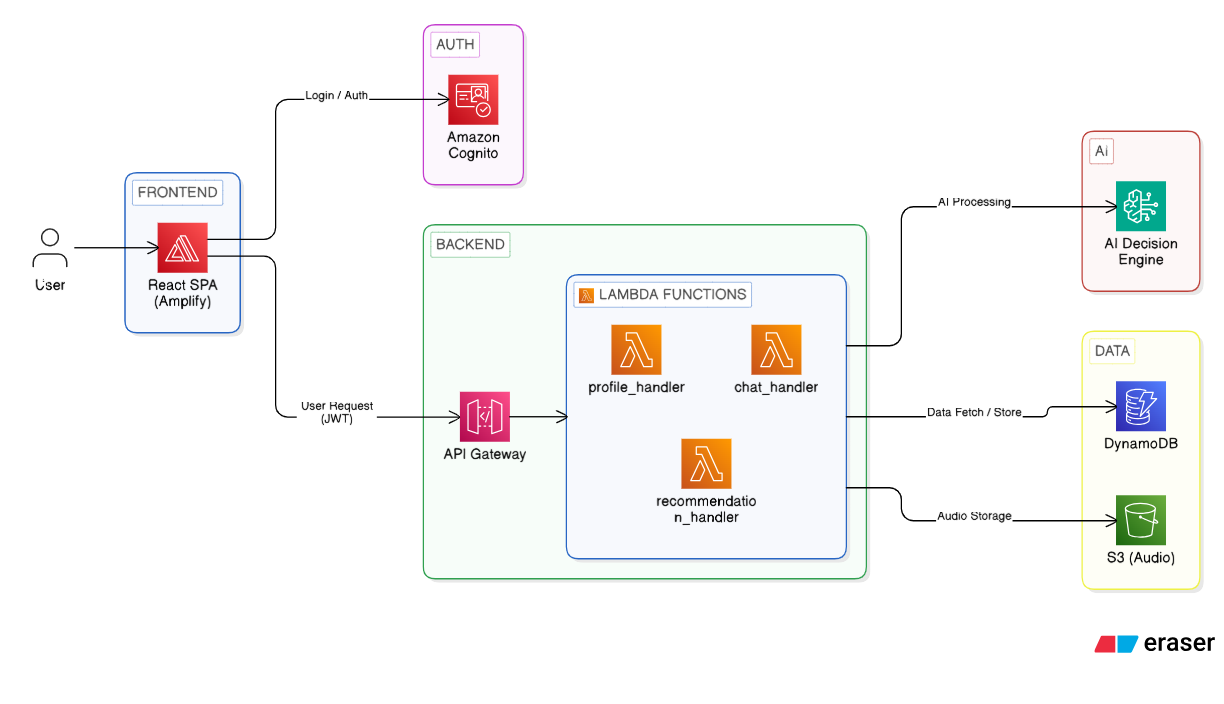 AUTH
Login / Auth
Amazon
Cognito
FRONTEND
React SPA
(Amplify)
User
User Request
(JWT)
BACKEND
API Gateway
LAMBDA FUNCTIONS
profile_handler
chat_handler
recommendatio
n_handler
AI
AI Processing
AI Decision
Engine
DATA
Data Fetch / Store
DynamoDB
Audio Storage
S3 (Audio)
eraser